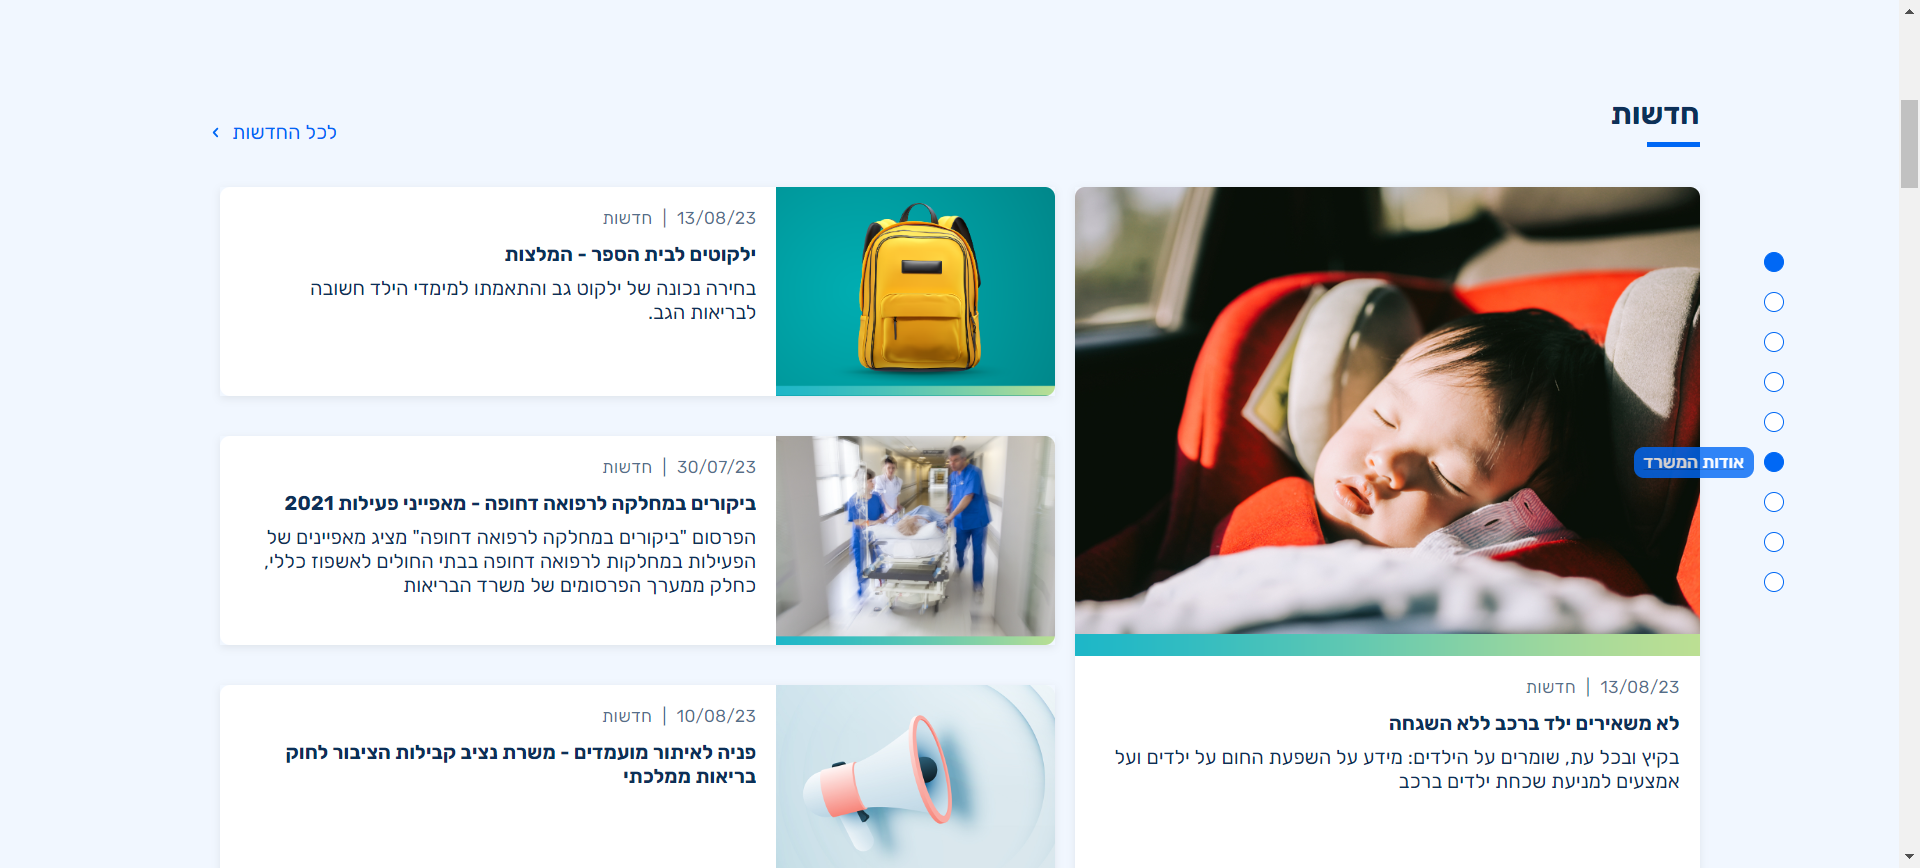 חדשות
לכל החדשות
אודות המשרד
13/08/23 | חדשות
לא משאירים ילד ברכב ללא השגחה
בקיץ ובכל עת, שומרים על הילדים: מידע על השפעת החום על ילדים ועל
אמצעים למניעת שכחת ילדים ברכב
13/08/23 | חדשות
ילקוטים לבית הספר - המלצות
בחירה נכונה של ילקוט גב והתאמתו למימדי הילד חשובה
לבריאות הגב.
30/07/23 | חדשות
ביקורים במחלקה לרפואה דחופה - מאפייני פעילות 2021
הפרסום "ביקורים במחלקה לרפואה דחופה" מציג מאפיינים של
הפעילות במחלקות לרפואה דחופה בבתי החולים לאשפוז כללי,
כחלק ממערך הפרסומים של משרד הבריאות
10/08/23 | חדשות
פניה לאיתור מועמדים - משרת נציב קבילות הציבור לחוק
בריאות ממלכתי